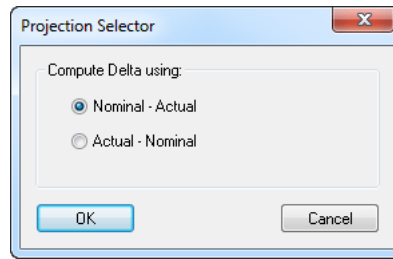 Projection Selector
Compute Delta using:
Nominal - Actual
Actual - Nominal
OK
Cancel